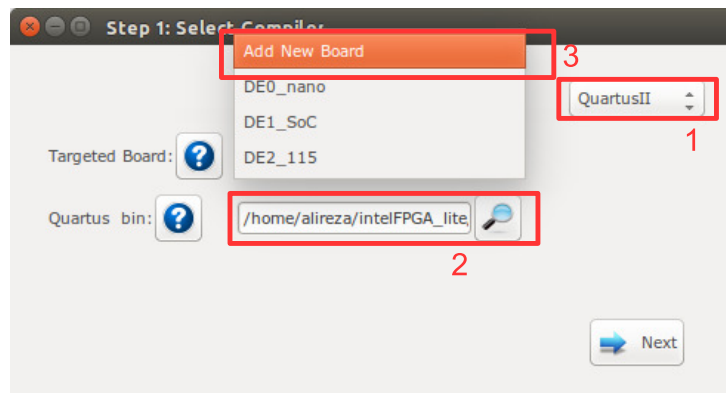 Step 1: Select Compiler
Add New Board
3
DE0_nano
QuartusII
DE1_SoC
1
Targeted Board:
DE2_115
Quartus bin:
/home/alireza/intelFPGA_lite
2
Next